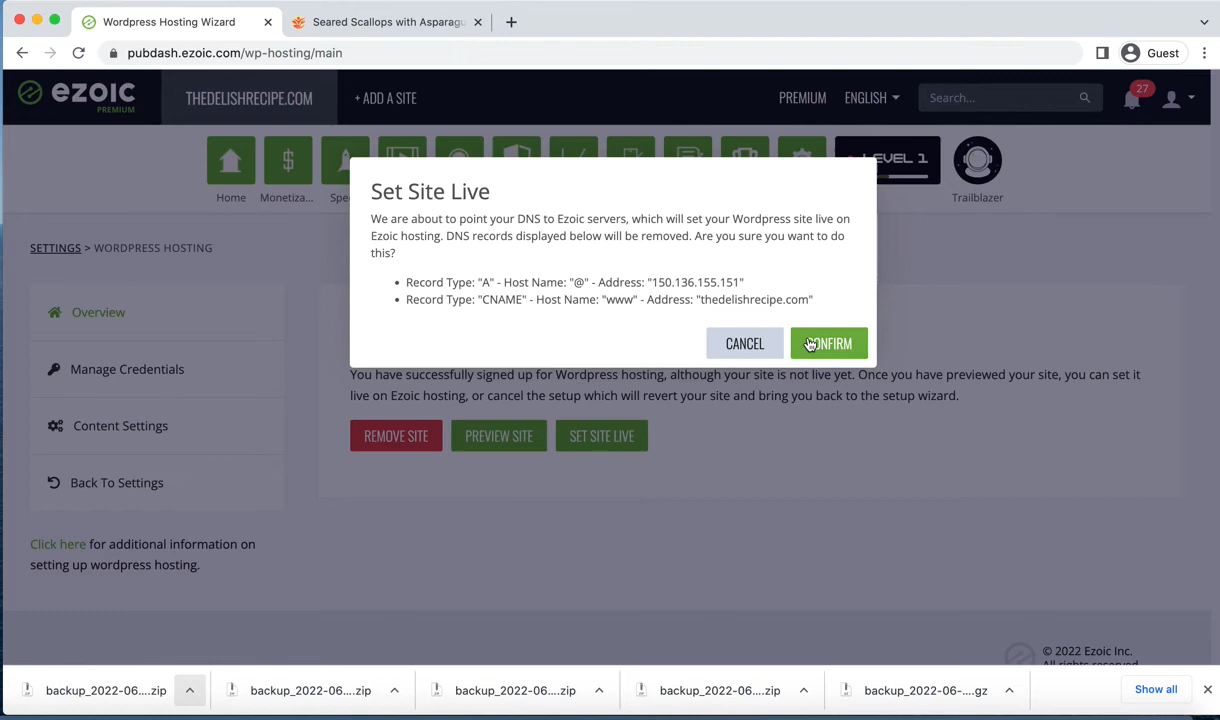 Wordpress Hosting Wizard
Seared Scallops with Asparagu
pubdash.ezoic.com/wp-hosting/main
Guest
ezoic
PREMIUM
THEDELISHRECIPE.COM
+ ADD A SITE
PREMIUM
ENGLISH
Search...
27
LEVEL 1
Home
Monetiza...
Spe
Trailblazer
Set Site Live
We are about to point your DNS to Ezoic servers, which will set your Wordpress site live on
Ezoic hosting. DNS records displayed below will be removed. Are you sure you want to do
this?
• Record Type: "A" - Host Name: "@" - Address: "150.136.155.151"
• Record Type: "CNAME" - Host Name: "www" - Address: "thedelishrecipe.com"
CANCEL
CONFIRM
SETTINGS > WORDPRESS HOSTING
Overview
Manage Credentials
Content Settings
Back To Settings
You have successfully signed up for Wordpress hosting, although your site is not live yet. Once you have previewed your site, you can set it
live on Ezoic hosting, or cancel the setup which will revert your site and bring you back to the setup wizard.
REMOVE SITE
PREVIEW SITE
SET SITE LIVE
Click here for additional information on
setting up wordpress hosting.
© 2022 Ezoic Inc.
All rights reserved
backup_2022-06....zip
backup_2022-06....zip
backup_2022-06....zip
backup_2022-06....zip
backup_2022-06-....gz
Show all